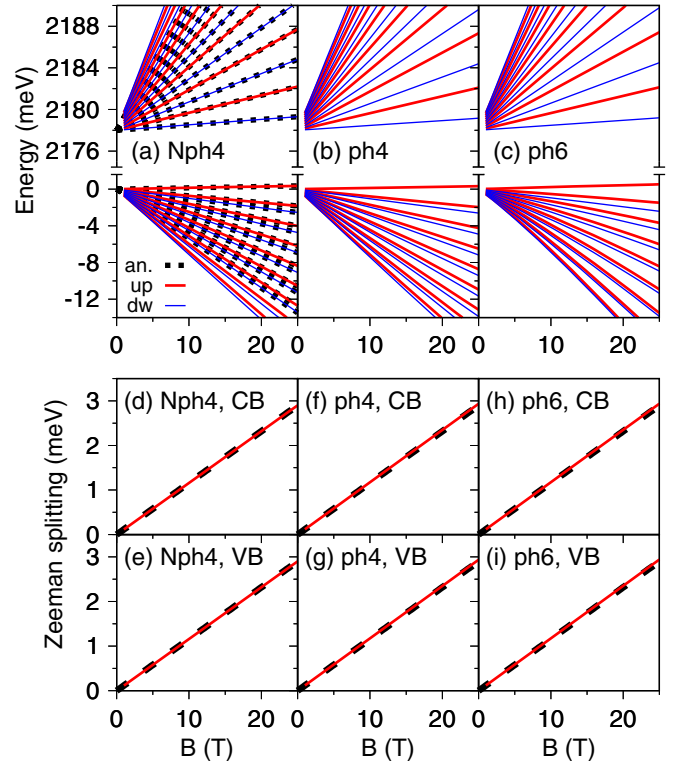 2188
2184
2180
2176
Energy (meV)
(a) Nph4
(b) ph4
(c) ph6
0
-4
-8
-12
an.
up
dw
0 10 20 0 10 20 0 10 20
3
2
1
0
Zeeman splitting (meV)
(d) Nph4, CB
(f) ph4, CB
(h) ph6, CB
3
2
1
0
(e) Nph4, VB
(g) ph4, VB
(i) ph6, VB
0 10 20 0 10 20 0 10 20
B (T) B (T) B (T)